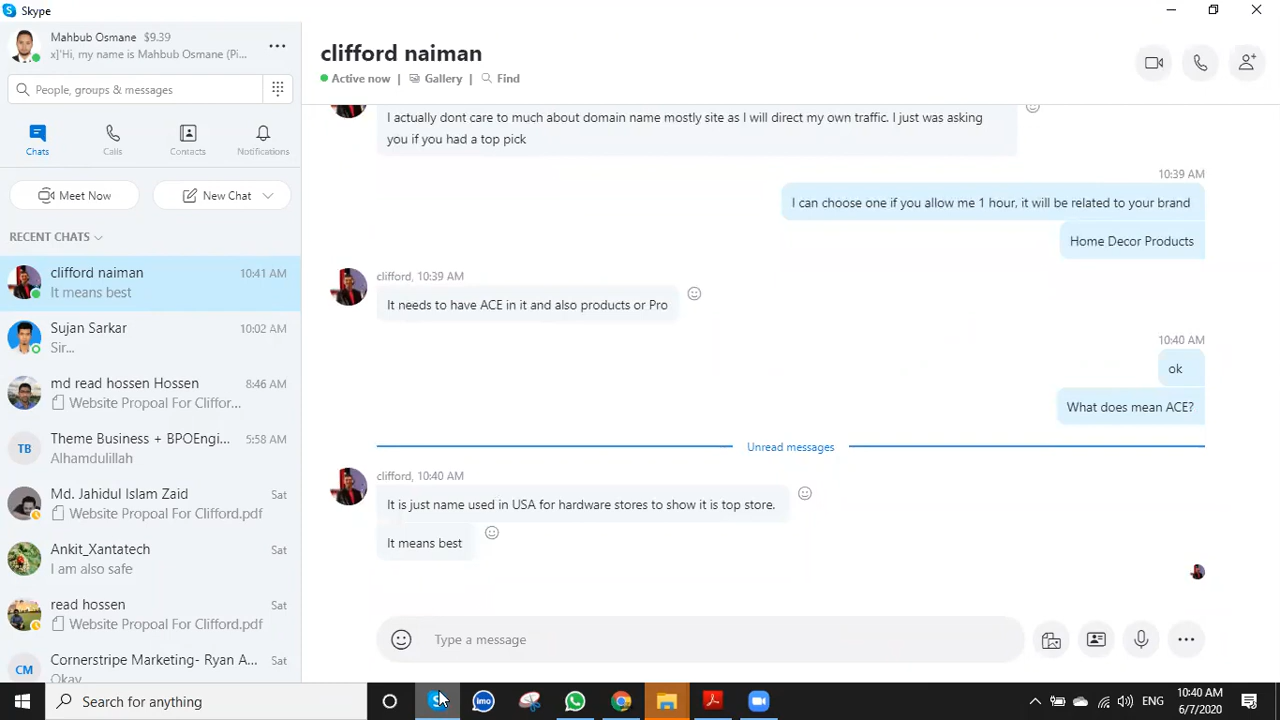 Skype
Mahbub Osmane $9.39
x]'Hi, my name is Mahbub Osmane (Pi...
People, groups & messages
Chats
Calls
Contacts
Notifications
Meet Now
New Chat
RECENT CHATS
clifford naiman 10:41 AM
It means best
Sujan Sarkar 10:02 AM
Sir...
md read hossen Hossen 8:46 AM
Website Propoal For Cliffor...
TB
Theme Business + BPOEngi... 5:58 AM
Abdhamdulillah
Md. Jahidul Islam Zaid Sat
Website Propoal For Clifford.pdf
Ankit_Xantatech Sat
I am also safe
read hossen Sat
Website Propoal For Clifford.pdf
CM
Cornerstripe Marketing- Ryan A... Sat
Okay
clifford naiman
Active now | Gallery | Find
I actually dont care to much about domain name mostly site as I will direct my own traffic. I just was asking
you if you had a top pick
10:39 AM
I can choose one if you allow me 1 hour, it will be related to your brand
Home Decor Products
clifford, 10:39 AM
It needs to have ACE in it and also products or Pro
10:40 AM
ok
What does mean ACE?
Unread messages
clifford, 10:40 AM
It is just name used in USA for hardware stores to show it is top store.
It means best
Type a message
Search for anything
imo
ENG
10:40 AM
6/7/2020